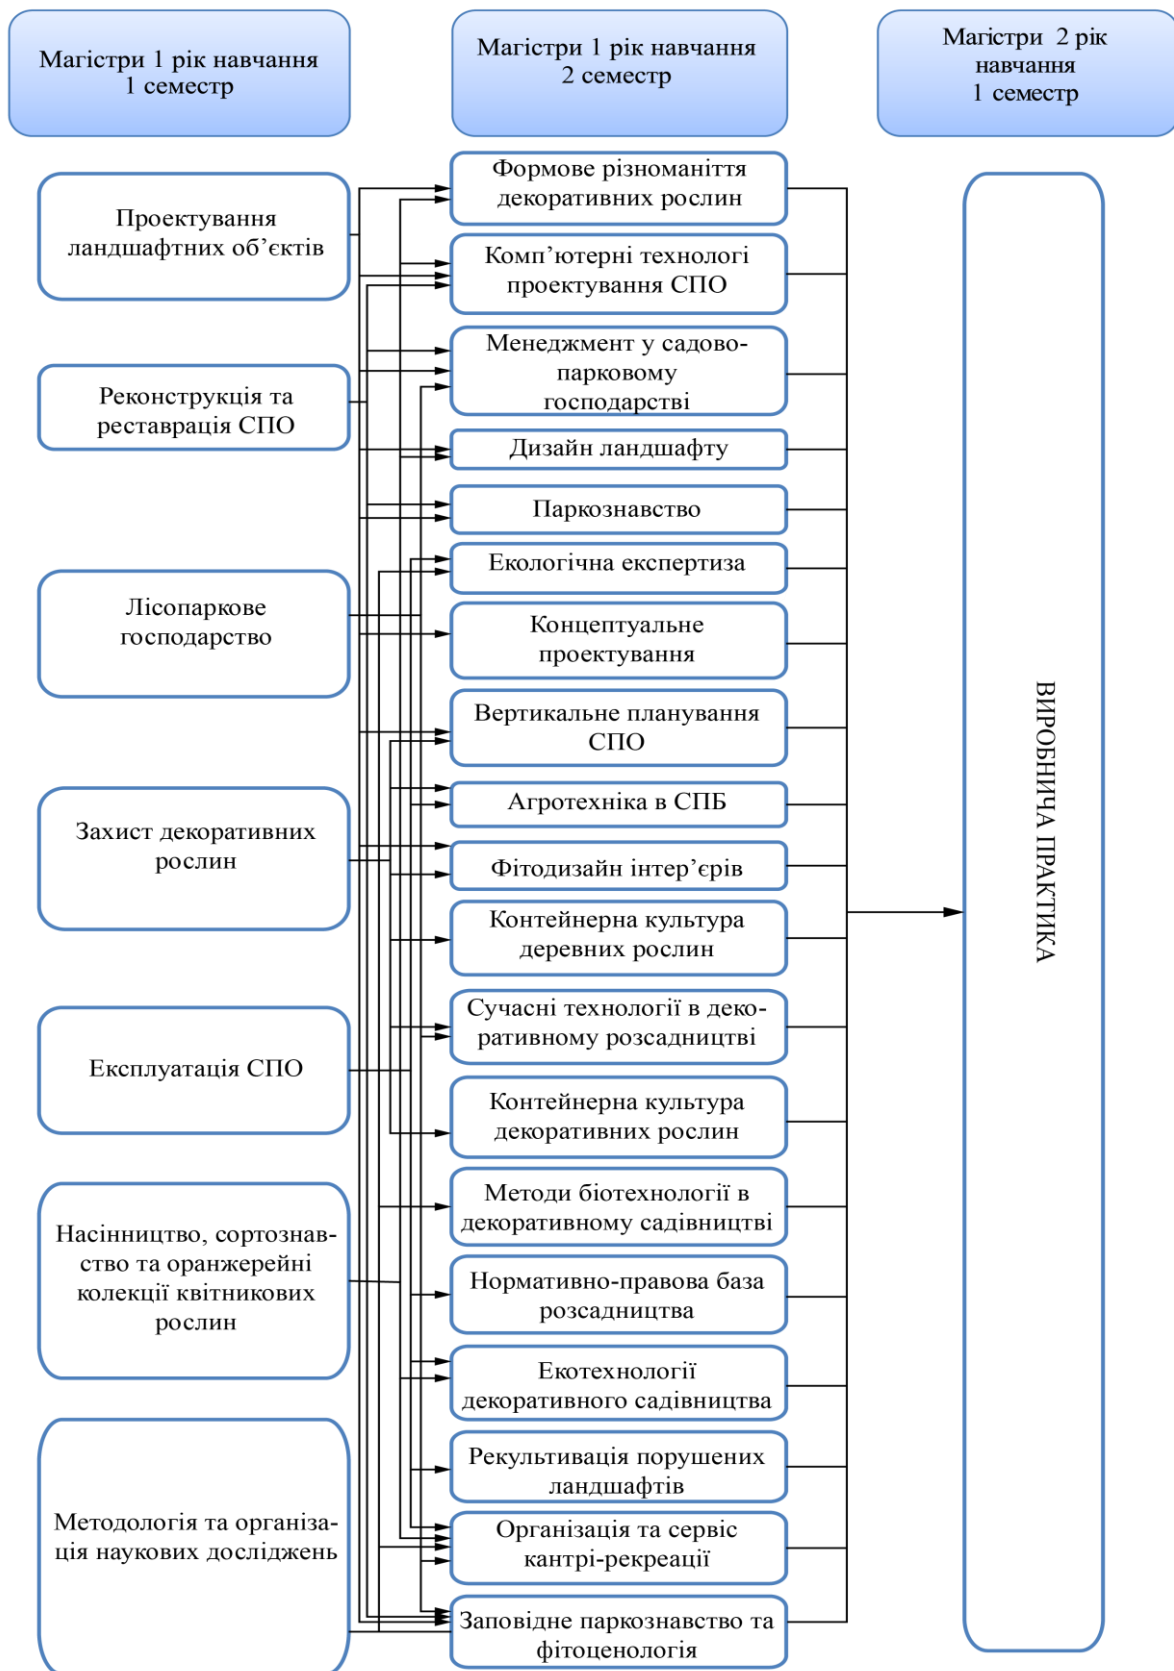 Магістри 1 рік навчання
1 семестр
Магістри 1 рік навчання
2 семестр
Магістри 2 рік
навчання
1 семестр
Проектування
ландшафтних об’єктів
Реконструкція та
реставрація СПО
Лісопаркове
господарство
Захист декоративних
рослин
Експлуатація СПО
Насінництво, сортознав-
ство та оранжерейні
колекції квітникових
рослин
Методологія та організа-
ція наукових досліджень
Формове різноманіття
декоративних рослин
Комп’ютерні технологі
проектування СПО
Менеджмент у садово-
парковому
господарстві
Дизайн ландшафту
Паркознавство
Екологічна експертиза
Концептуальне
проектування
Вертикальне планування
СПО
Агротехніка в СПБ
Фітодизайн інтер’єрів
Контейнерна культура
деревних рослин
Сучасні технології в деко-
ративному розсадництві
Контейнерна культура
декоративних рослин
Методи біотехнології в
декоративному садівництві
Нормативно-правова база
розсадництва
Екотехнології
декоративного садівництва
Рекультивація порушених
ландшафтів
Організація та сервіс
кантрі-рекреації
Заповідне паркознавство та
фітоценологія
ВИРОБНИЧА ПРАКТИКА